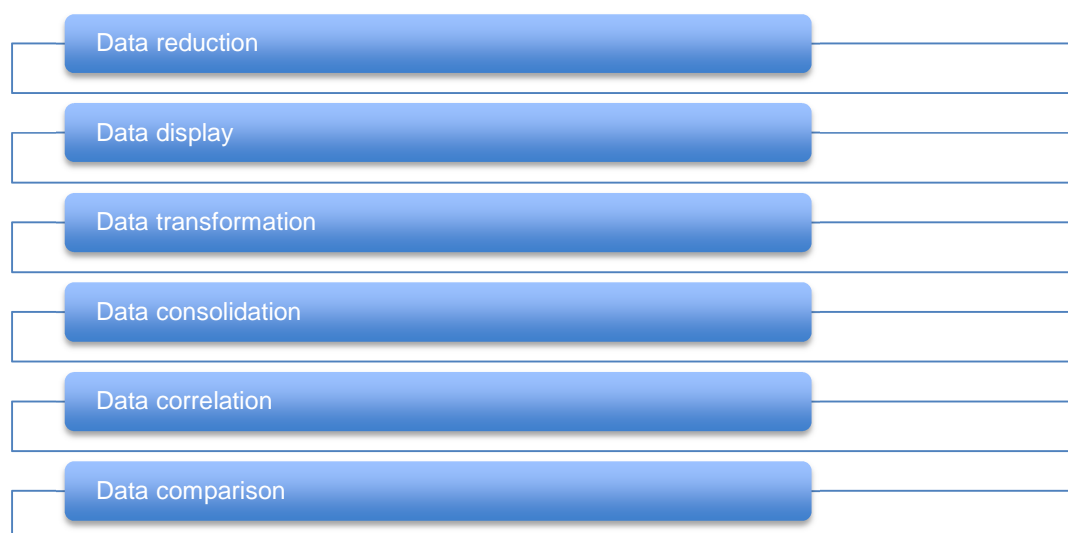 Data reduction
Data display
Data transformation
Data consolidation
Data correlation
Data comparison